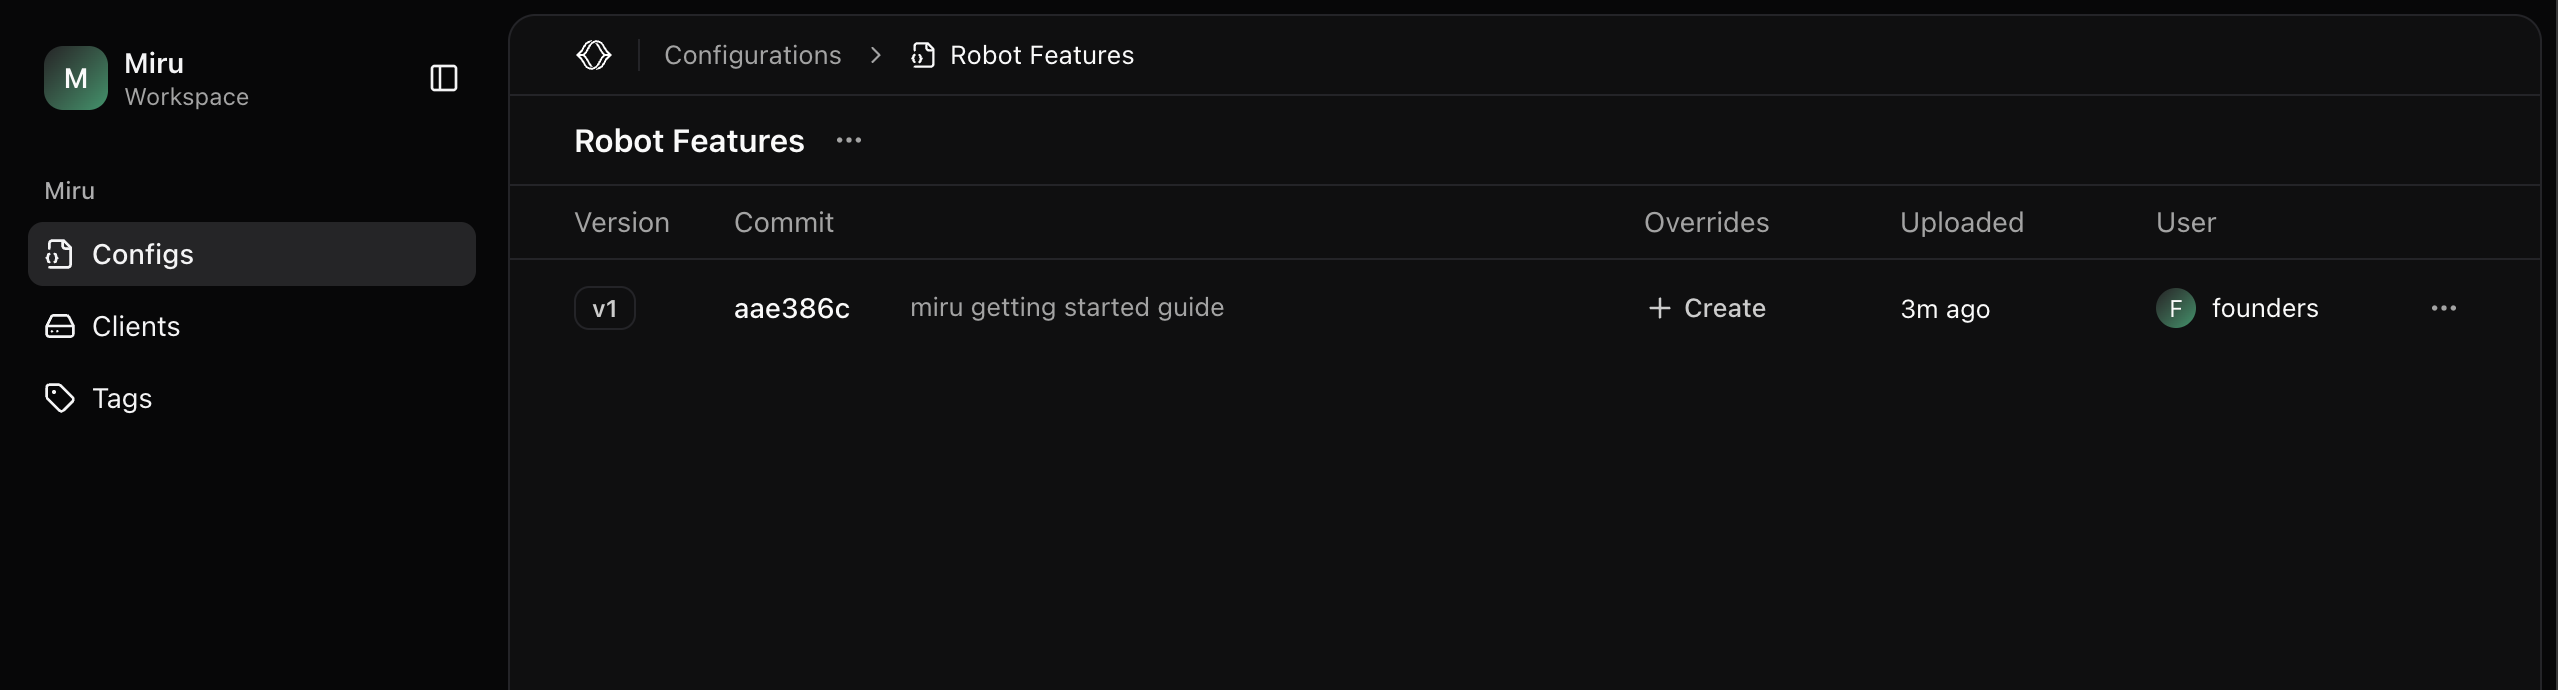 M
Miru
Workspace
Miru
Configs
Clients
Tags
Configurations > Robot Features
Robot Features ...
Version Commit Overrides Uploaded User
v1 aae386c miru getting started guide + Create 3m ago F founders ...